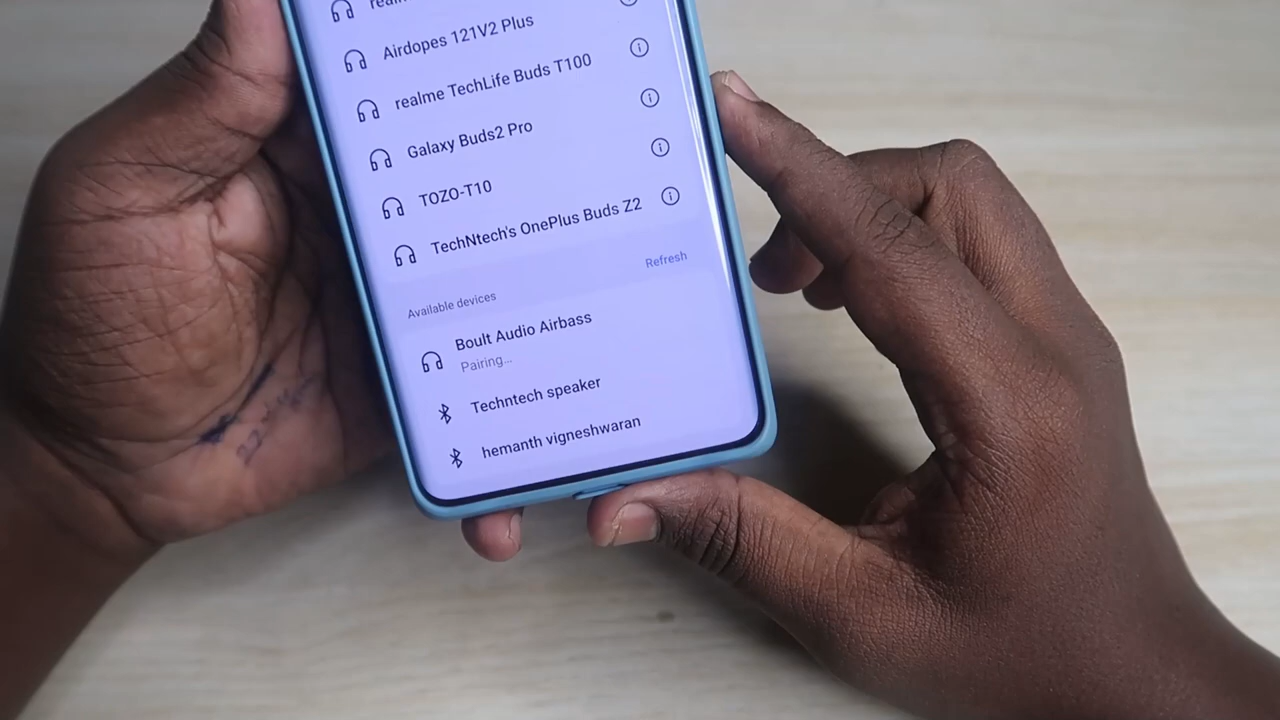 Airdopes 121V2 Plus
realme TechLife Buds T100
Galaxy Buds2 Pro
TOZO-T10
TechNtech's OnePlus Buds Z2
Refresh
Available devices
Boult Audio Airbass
Pairing...
Techntech speaker
hemanth vigneshwaran